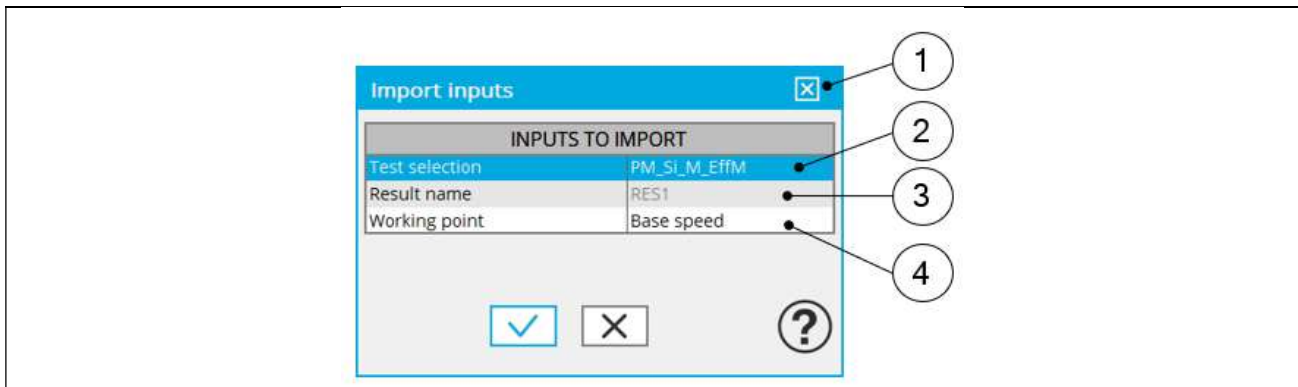 Import inputs
1
INPUTS TO IMPORT
2
Test selection PM_Si_M_EffM
Result name RES1
3
Working point Base speed
4
?